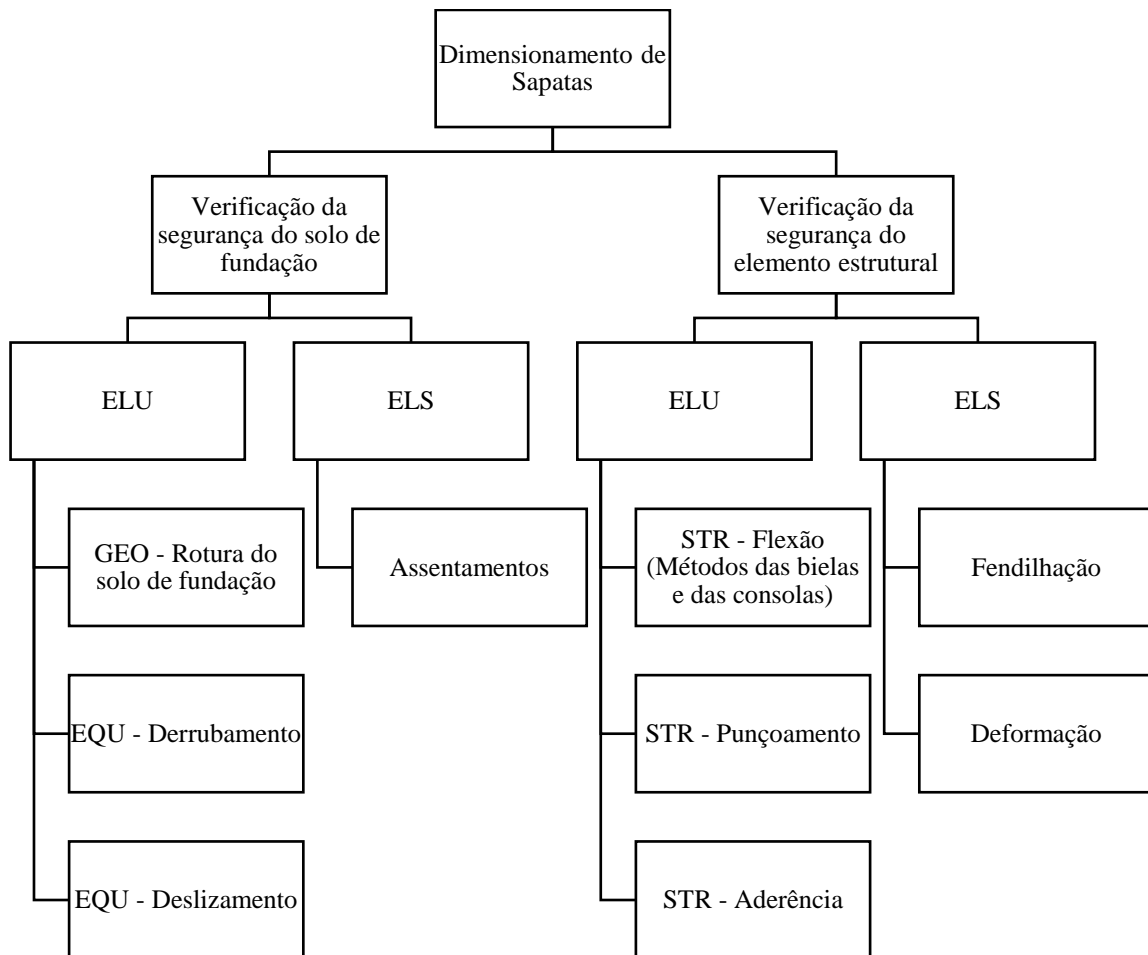 Dimensionamento de
Sapatas
Verificação da
segurança do solo de
fundação
Verificação da
segurança do
elemento estrutural
ELU
ELS
ELU
ELS
GEO - Rotura do
solo de fundação
Assentamentos
STR - Flexão
(Métodos das bielas
e das consolas)
Fendilhação
EQU - Derrubamento
STR - Punçoamento
Deformação
EQU - Deslizamento
STR - Aderência